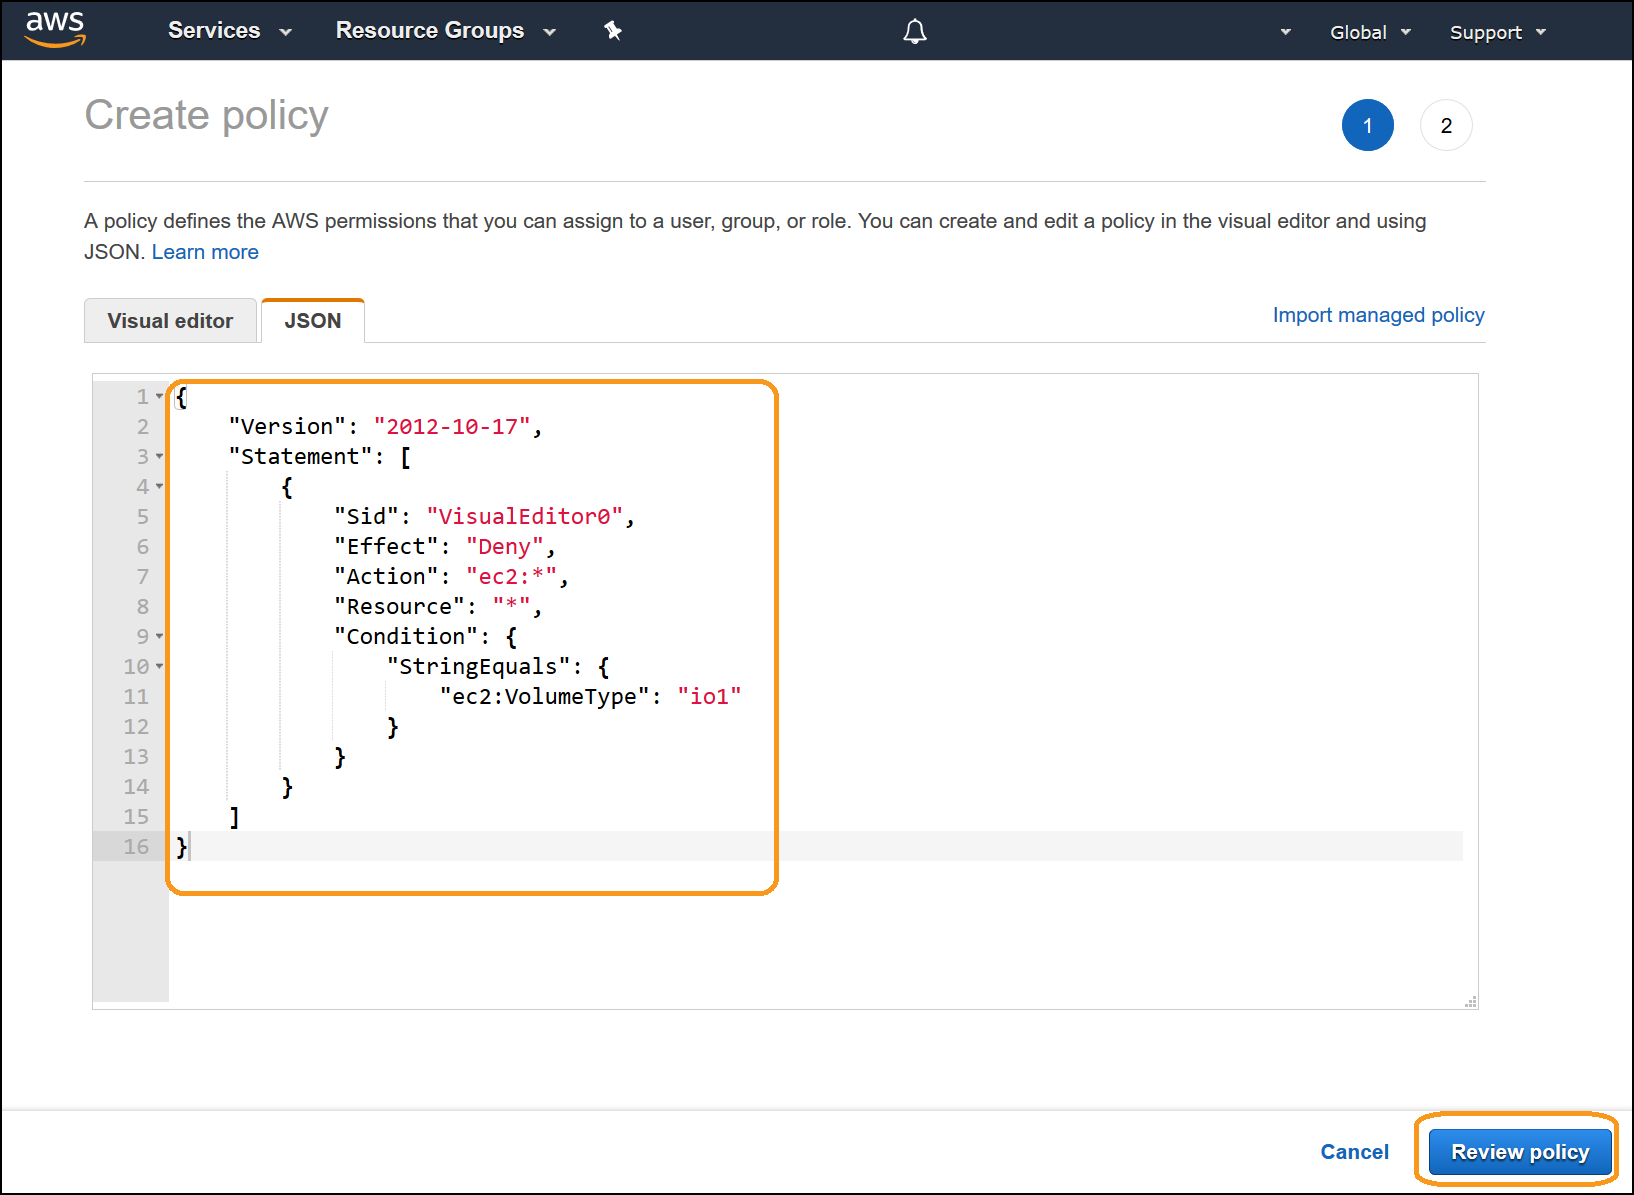 aws Services Resource Groups Global Support
Create policy 1 2
A policy defines the AWS permissions that you can assign to a user, group, or role. You can create and edit a policy in the visual editor and using
JSON. Learn more
Visual editor JSON Import managed policy
1 {
2 "Version": "2012-10-17",
3 "Statement": [
4 {
5 "Sid": "VisualEditor0",
6 "Effect": "Deny",
7 "Action": "ec2:*",
8 "Resource": "*",
9 "Condition": {
10 "StringEquals": {
11 "ec2:VolumeType": "io1"
12 }
13 }
14 }
15 ]
16 }
Cancel Review policy